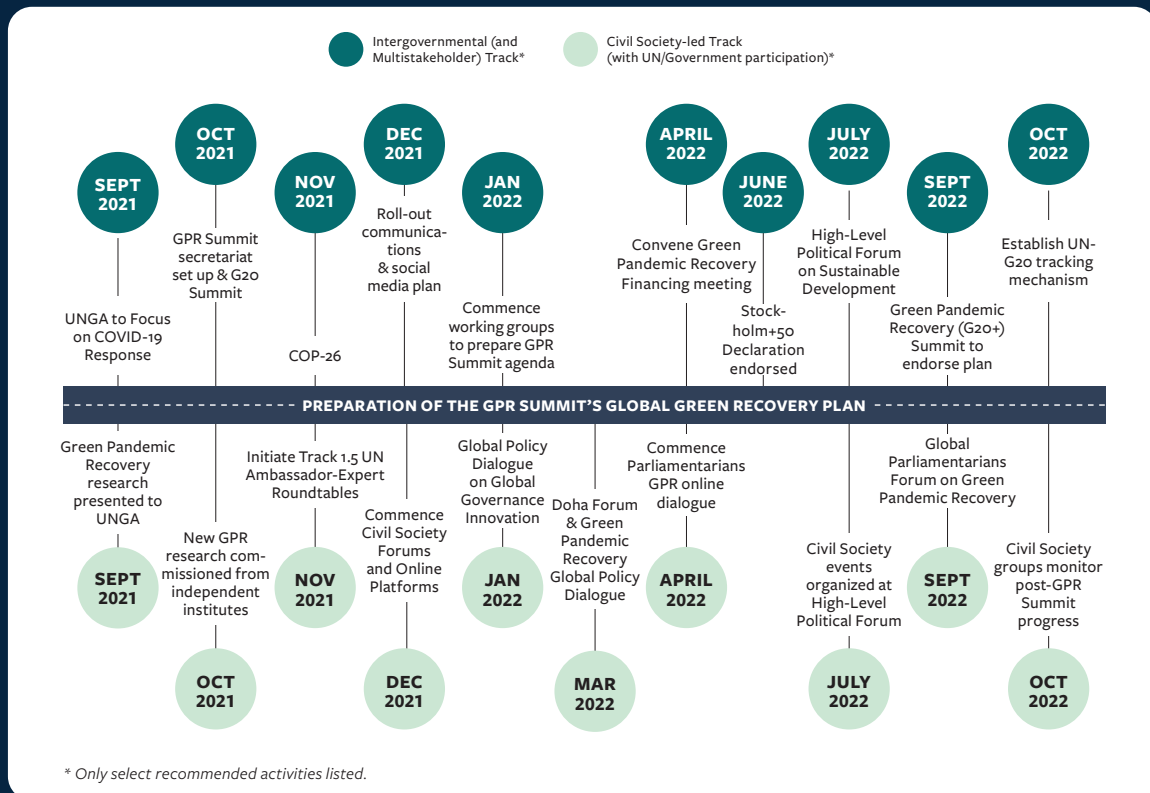 Intergovernmental (and
Multistakeholder) Track*
Civil Society-led Track
(with UN/Government participation)*
SEPT
2021
UNGA to Focus
on COVID-19
Response
OCT
2021
GPR Summit
secretariat
set up & G20
Summit
NOV
2021
COP-26
DEC
2021
Roll-out
communica-
tions
& social
media plan
JAN
2022
Commence
working groups
to prepare GPR
Summit agenda
APRIL
2022
Convene Green
Pandemic Recovery
Financing meeting
JUNE
2022
Stock-
holm+50
Declaration
endorsed
JULY
2022
High-Level
Political Forum
on Sustainable
Development
SEPT
2022
Green Pandemic
Recovery (G20+)
Summit to
endorse plan
OCT
2022
Establish UN-
G20 tracking
mechanism
PREPARATION OF THE GPR SUMMIT'S GLOBAL GREEN RECOVERY PLAN
Green Pandemic
Recovery
research
presented to
UNGA
SEPT
2021
New GPR
research com-
missioned from
independent
institutes
OCT
2021
Initiate Track 1.5 UN
Ambassador-Expert
Roundtables
NOV
2021
Commence
Civil Society
Forums
and Online
Platforms
DEC
2021
Global Policy
Dialogue
on Global
Governance
Innovation
JAN
2022
Doha Forum
& Green
Pandemic
Recovery
Global Policy
Dialogue
MAR
2022
Commence
Parliamentarians
GPR online
dialogue
APRIL
2022
Civil Society
events
organized at
High-Level
Political Forum
JULY
2022
Global
Parliamentarians
Forum on Green
Pandemic Recovery
SEPT
2022
Civil Society
groups monitor
post-GPR
Summit
progress
OCT
2022
* Only select recommended activities listed.